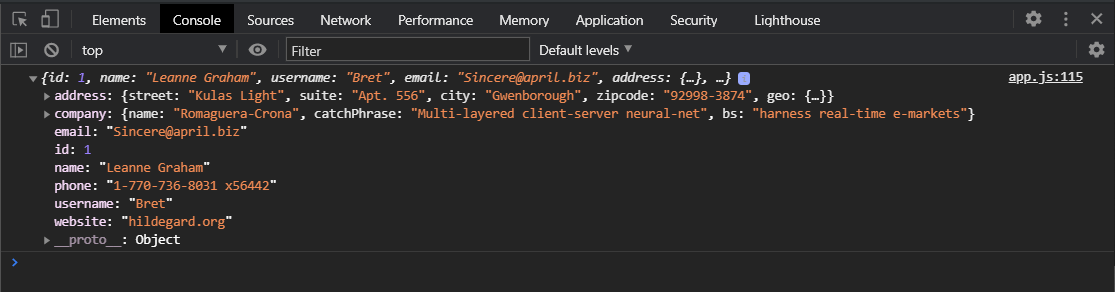 Elements Console Sources Network Performance Memory Application Security Lighthouse
top Filter Default levels
{id: 1, name: "Leanne Graham", username: "Bret", email: "Sincere@april.biz", address: {…}, …} i app.js:115
address: {street: "Kulas Light", suite: "Apt. 556", city: "Gwenborough", zipcode: "92998-3874", geo: {…}}
company: {name: "Romaguera-Crona", catchPhrase: "Multi-layered client-server neural-net", bs: "harness real-time e-markets"}
email: "Sincere@april.biz"
id: 1
name: "Leanne Graham"
phone: "1-770-736-8031 x56442"
username: "Bret"
website: "hildegard.org"
__proto__: Object